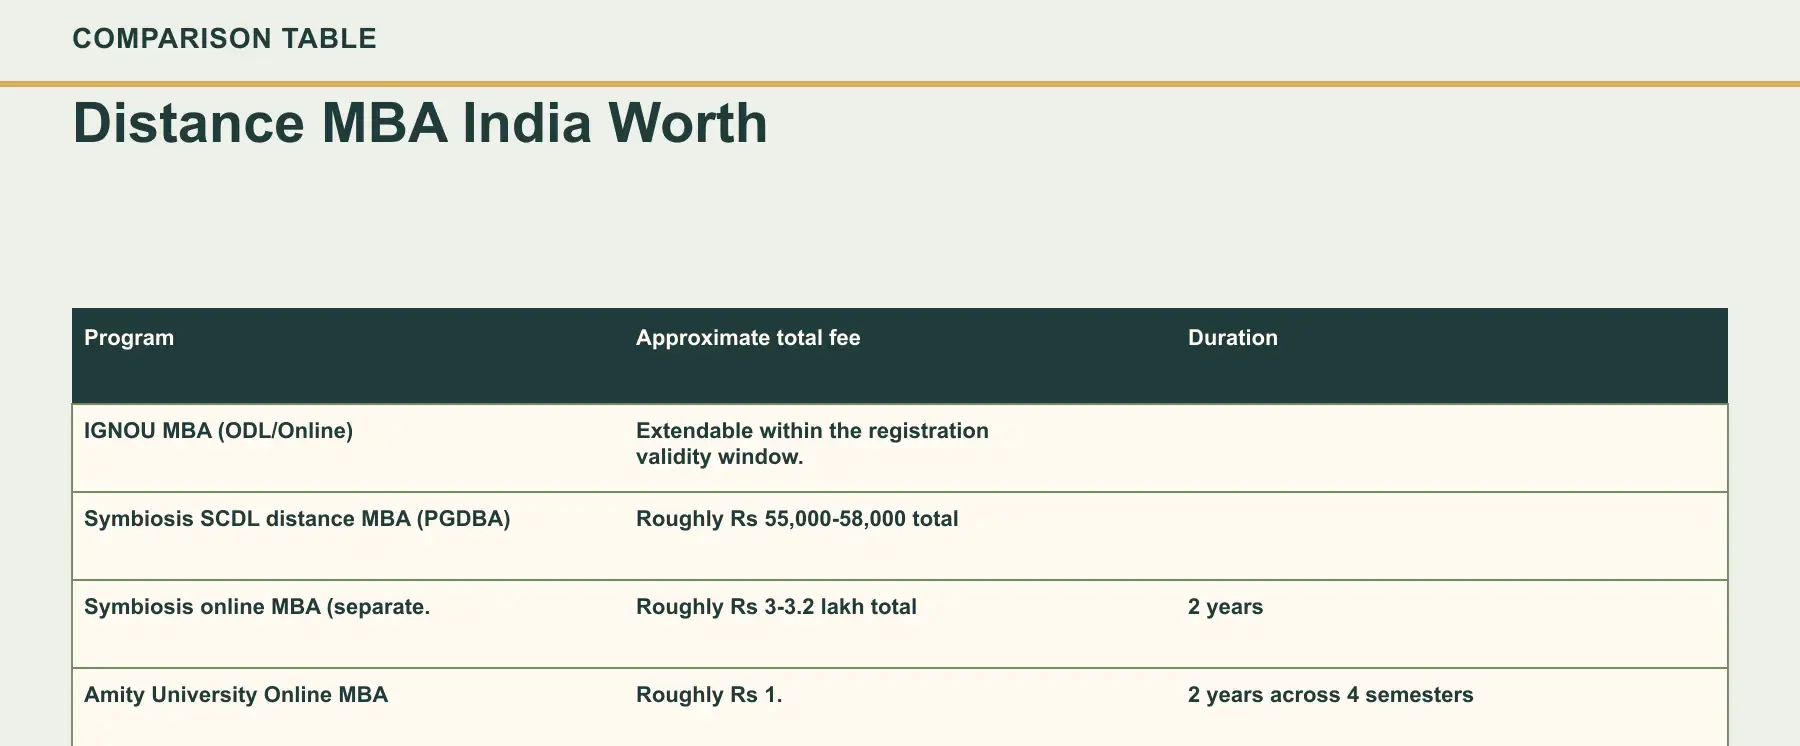 COMPARISON TABLE
Distance MBA India Worth
Program
Approximate total fee
Duration
IGNOU MBA (ODL/Online)
Extendable within the registration
validity window.
Symbiosis SCDL distance MBA (PGDBA)
Roughly Rs 55,000-58,000 total
Symbiosis online MBA (separate.
Roughly Rs 3-3.2 lakh total
2 years
Amity University Online MBA
Roughly Rs 1.
2 years across 4 semesters